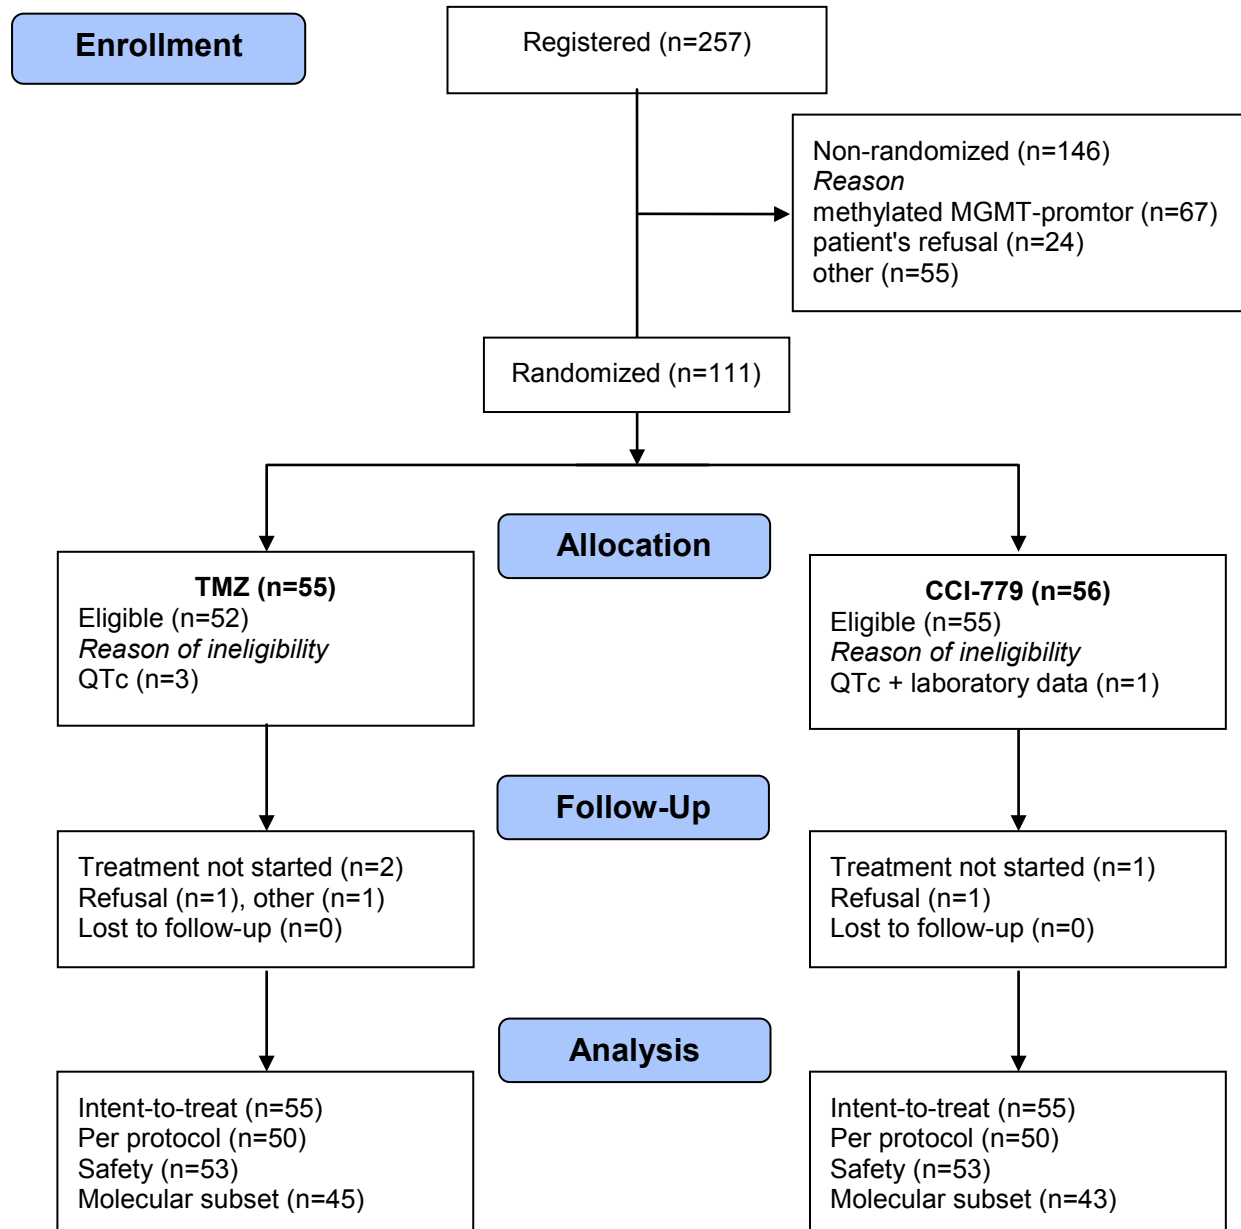 Enrollment
Registered (n=257)
Non-randomized (n=146)
Reason
methylated MGMT-promtor (n=67)
patient's refusal (n=24)
other (n=55)
Randomized (n=111)
Allocation
TMZ (n=55)
Eligible (n=52)
Reason of ineligibility
QTc (n=3)
CCI-779 (n=56)
Eligible (n=55)
Reason of ineligibility
QTc + laboratory data (n=1)
Follow-Up
Treatment not started (n=2)
Refusal (n=1), other (n=1)
Lost to follow-up (n=0)
Treatment not started (n=1)
Refusal (n=1)
Lost to follow-up (n=0)
Analysis
Intent-to-treat (n=55)
Per protocol (n=50)
Safety (n=53)
Molecular subset (n=45)
Intent-to-treat (n=55)
Per protocol (n=50)
Safety (n=53)
Molecular subset (n=43)